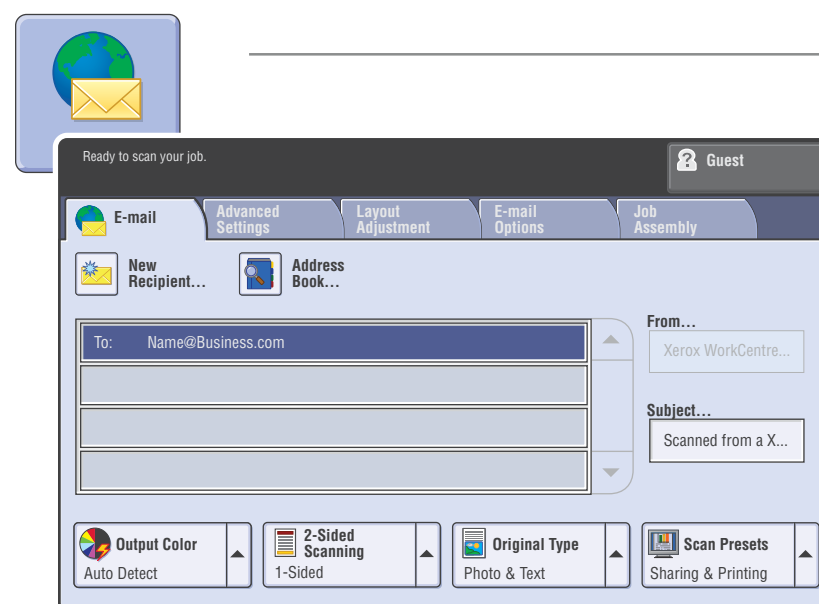 Ready to scan your job.
Guest
E-mail
Advanced
Settings
Layout
Adjustment
E-mail
Options
Job
Assembly
New
Recipient...
Address
Book...
To: Name@Business.com
From...
Xerox WorkCentre...
Subject...
Scanned from a X...
Output Color
Auto Detect
2-Sided
Scanning
1-Sided
Original Type
Photo & Text
Scan Presets
Sharing & Printing